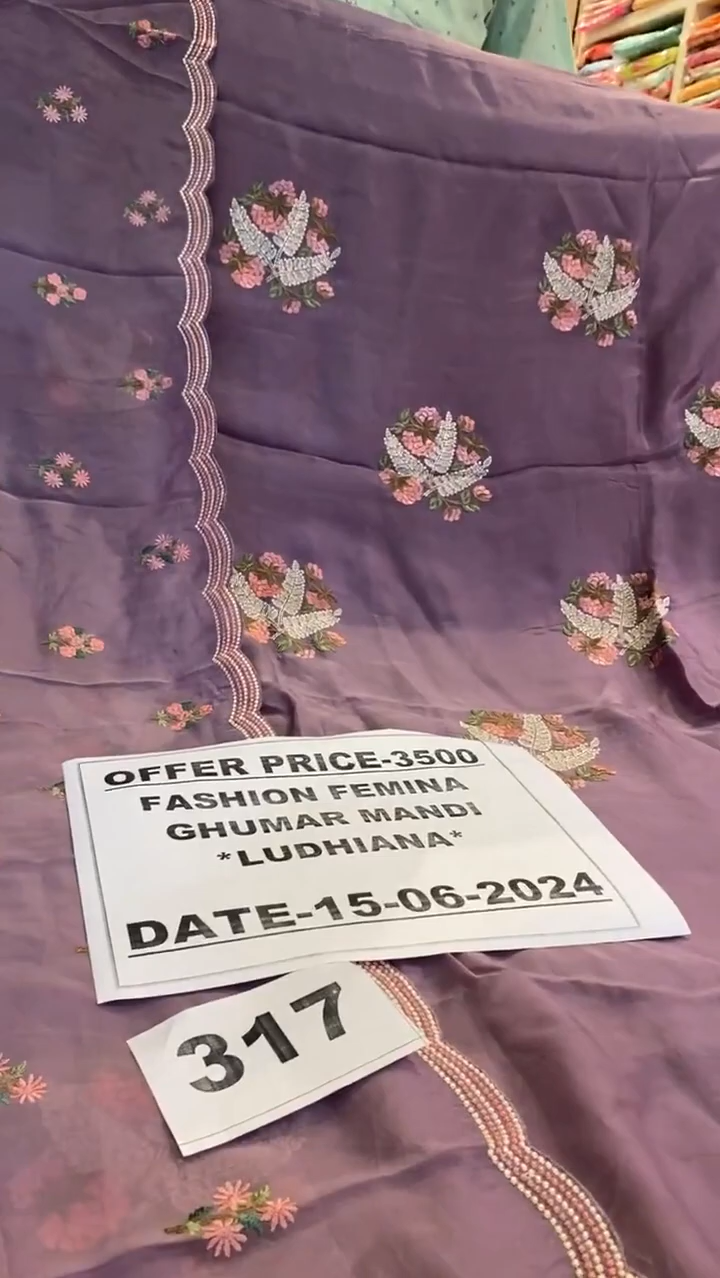 OFFER PRICE-3500
FASHION FEMINA
GHUMAR MANDI
*LUDHIANA*
DATE-15-06-2024
317